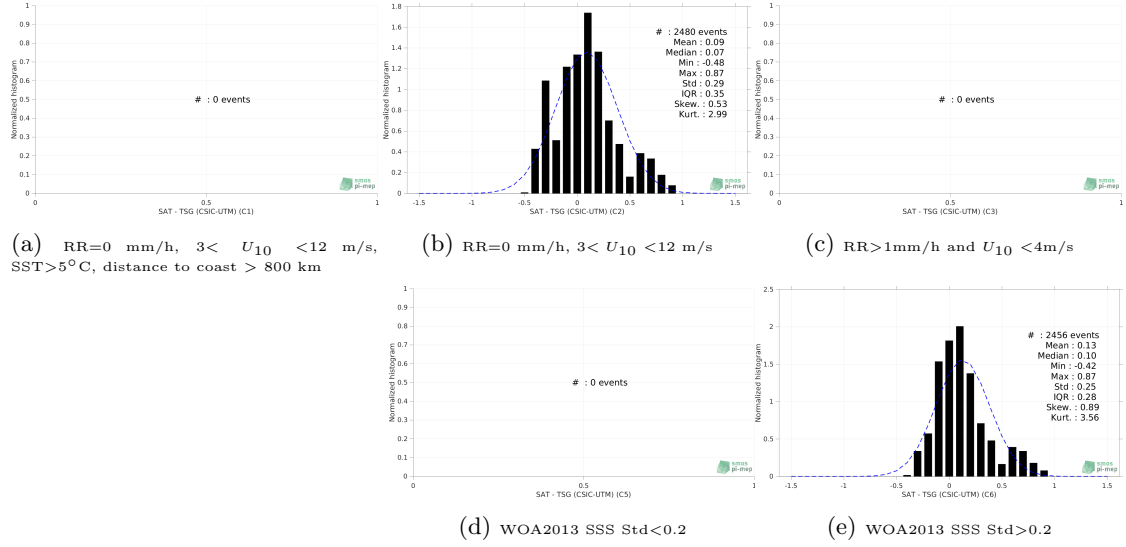 1
0.9
0.8
0.7
0.6
0.5
0.4
0.3
0.2
0.1
0
Normalized histogram
# : 0 events
smos
pi-mep
0 0.5 1
SAT - TSG (CSIC-UTM) (C1)
(a) RR=0 mm/h, 3< U10 <12 m/s,
SST>5°C, distance to coast > 800 km
1.8
1.6
1.4
1.2
1
0.8
0.6
0.4
0.2
0
Normalized histogram
# : 2480 events
Mean : 0.09
Median : 0.07
Min : -0.48
Max : 0.87
Std : 0.29
IQR : 0.35
Skew. : 0.53
Kurt. : 2.99
smos
pi-mep
-1.5 -1 -0.5 0 0.5 1 1.5
SAT - TSG (CSIC-UTM) (C2)
(b) RR=0 mm/h, 3< U10 <12 m/s
1
0.9
0.8
0.7
0.6
0.5
0.4
0.3
0.2
0.1
0
Normalized histogram
# : 0 events
smos
pi-mep
0 0.5 1
SAT - TSG (CSIC-UTM) (C3)
(c) RR>1mm/h and U10 <4m/s
1
0.9
0.8
0.7
0.6
0.5
0.4
0.3
0.2
0.1
0
Normalized histogram
# : 0 events
smos
pi-mep
0 0.5 1
SAT - TSG (CSIC-UTM) (C5)
(d) WOA2013 SSS Std<0.2
2.5
2
1.5
1
0.5
0
Normalized histogram
# : 2456 events
Mean : 0.13
Median : 0.10
Min : -0.42
Max : 0.87
Std : 0.25
IQR : 0.28
Skew. : 0.89
Kurt. : 3.56
smos
pi-mep
-1.5 -1 -0.5 0 0.5 1 1.5
SAT - TSG (CSIC-UTM) (C6)
(e) WOA2013 SSS Std>0.2